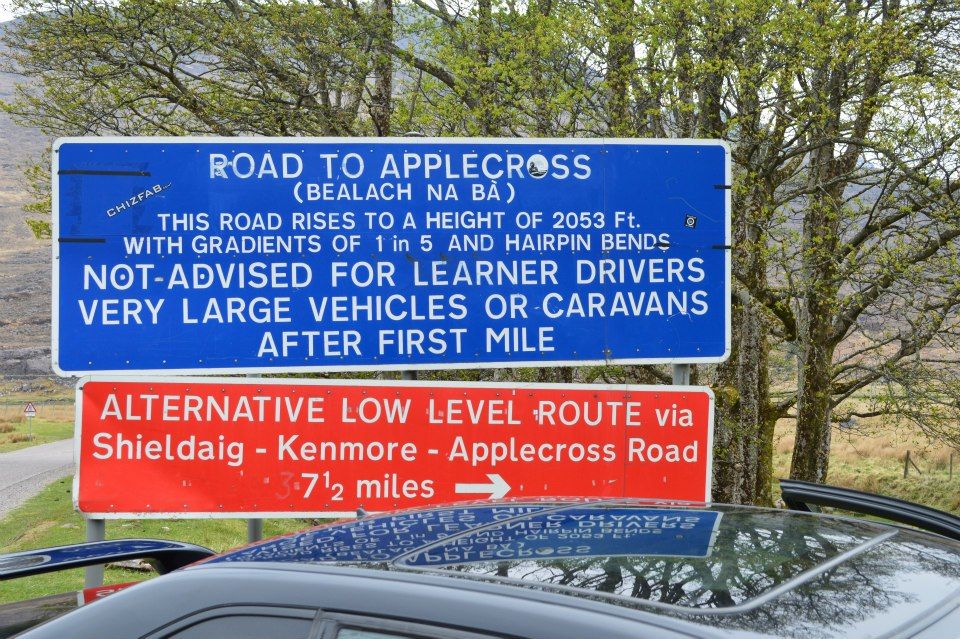 ROAD TO APPLECROSS
(BEALACH NA BÀ)
CHIZFAB
THIS ROAD RISES TO A HEIGHT OF 2053 Ft.
WITH GRADIENTS OF 1 in 5 AND HAIRPIN BENDS
NOT ADVISED FOR LEARNER DRIVERS
VERY LARGE VEHICLES OR CARAVANS
AFTER FIRST MILE
ALTERNATIVE LOW LEVEL ROUTE via
Shieldaig - Kenmore - Applecross Road
7½ miles →